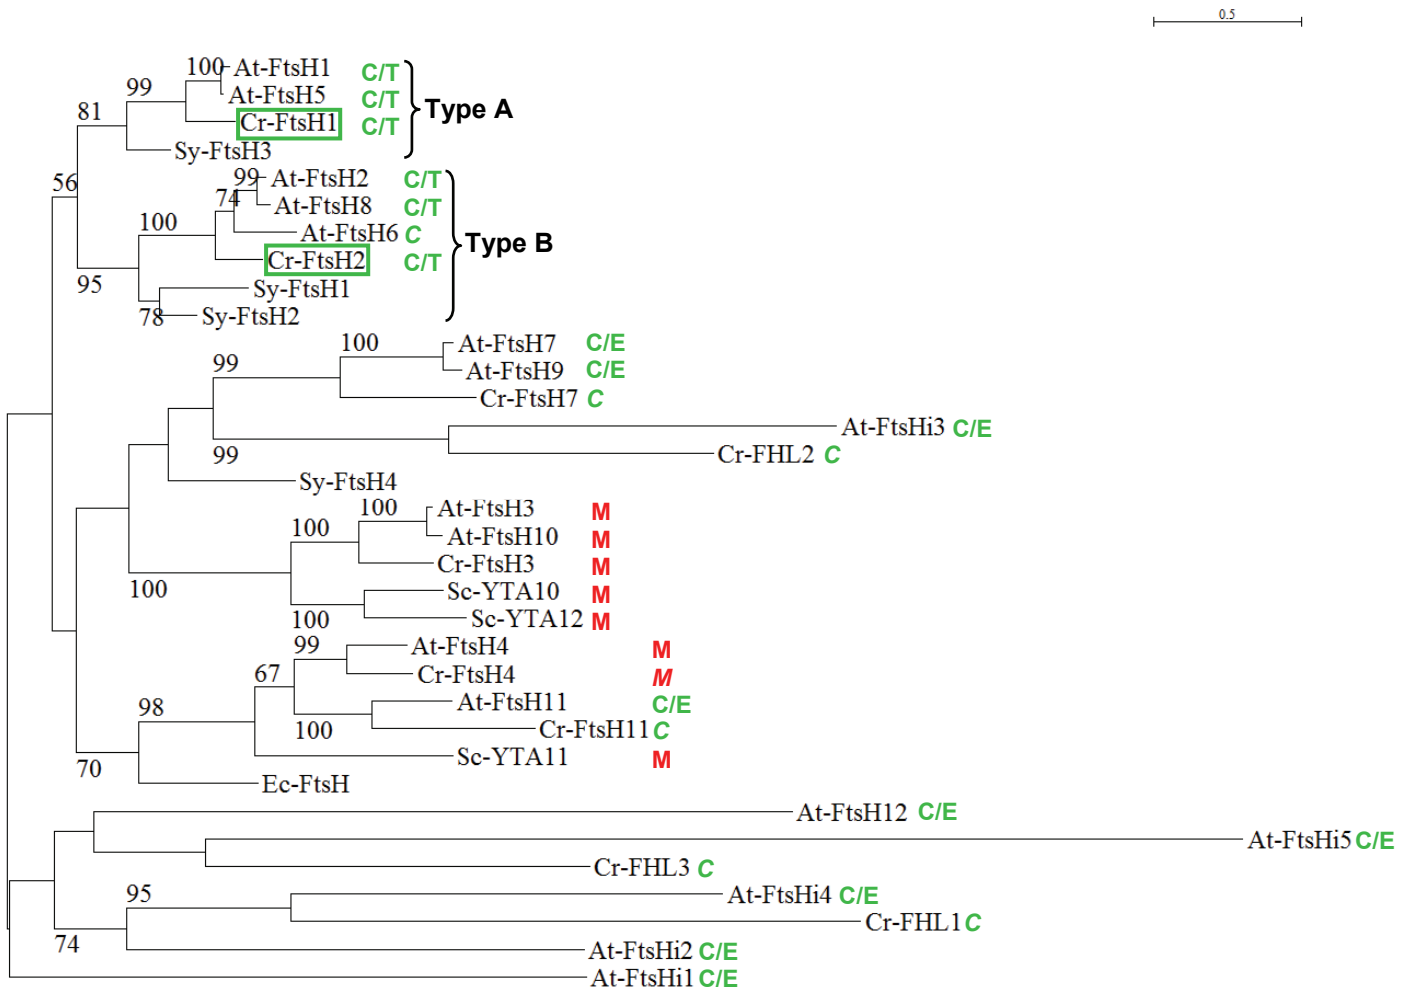 0.5
100 At-FtsH1 C/T
99 At-FtsH5 C/T Type A
81 Cr-FtsH1 C/T
Sy-FtsH3
56 99 At-FtsH2 C/T
74 At-FtsH8 C/T
100 At-FtsH6 C Type B
Cr-FtsH2 C/T
95 Sy-FtsH1
78 Sy-FtsH2
100 At-FtsH7 C/E
99 At-FtsH9 C/E
Cr-FtsH7 C
At-FtsHi3 C/E
99 Cr-FHL2 C
Sy-FtsH4
100 At-FtsH3 M
100 At-FtsH10 M
Cr-FtsH3 M
100 Sc-YTA10 M
100 Sc-YTA12 M
99 At-FtsH4 M
67 Cr-FtsH4 M
98 At-FtsH11 C/E
100 Cr-FtsH11 C
70 Sc-YTA11 M
Ec-FtsH
At-FtsH12 C/E
At-FtsHi5 C/E
Cr-FHL3 C
95 At-FtsHi4 C/E
Cr-FHL1 C
74 At-FtsHi2 C/E
At-FtsHi1 C/E